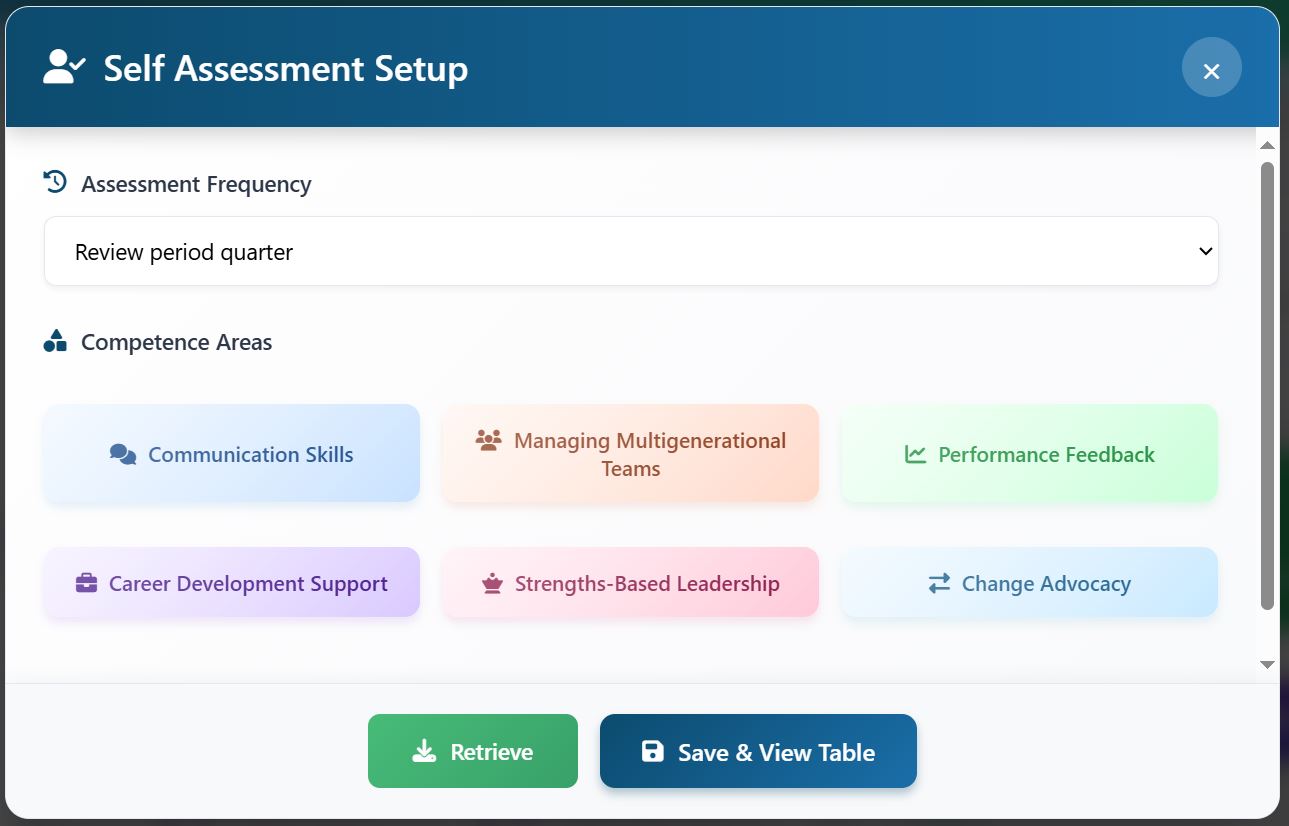 Self Assessment Setup
Assessment Frequency
Review period quarter
Competence Areas
Communication Skills
Managing Multigenerational
Teams
Performance Feedback
Career Development Support
Strengths-Based Leadership
Change Advocacy
Retrieve
Save & View Table